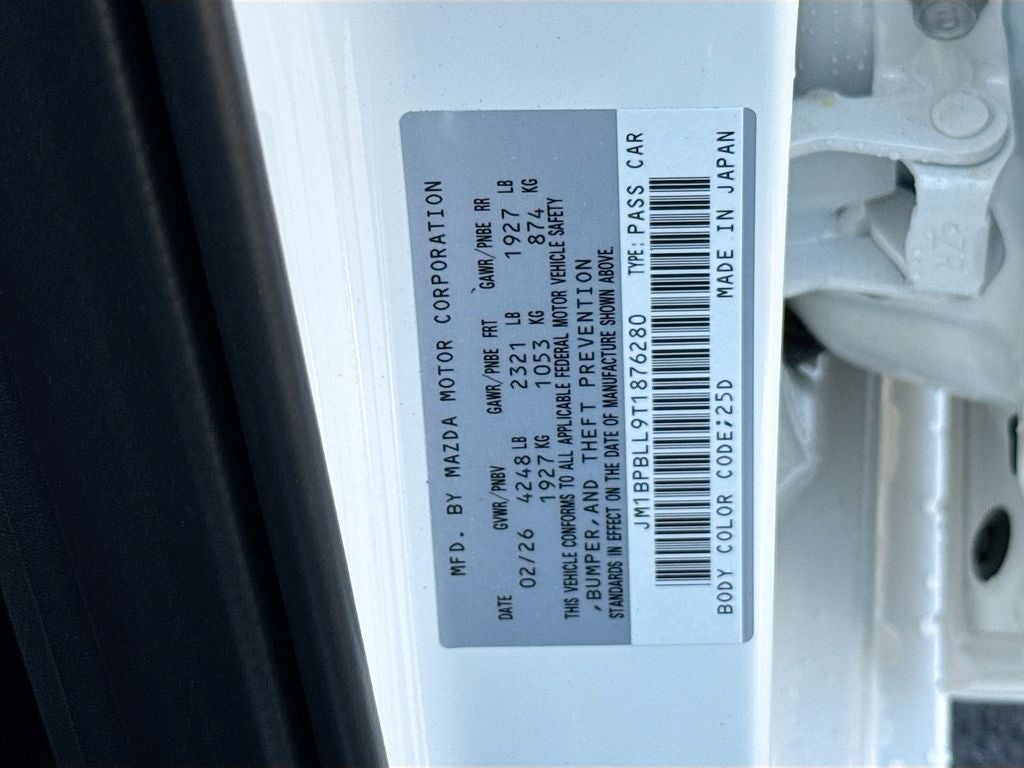 MFD. BY MAZDA MOTOR CORPORATION
DATE GVWR/PNBV GAWR/PNBE FRT GAWR/PNBE RR
02/26 4248 LB 2321 LB 1927 LB
1927 KG 1053 KG 874 KG
THIS VEHICLE CONFORMS TO ALL APPLICABLE FEDERAL MOTOR VEHICLE SAFETY
,BUMPER,AND THEFT PREVENTION
STANDARDS IN EFFECT ON THE DATE OF MANUFACTURE SHOWN ABOVE.
JM1BPBLL9T1876280 TYPE: PASS CAR
BODY COLOR CODE;25D MADE IN JAPAN